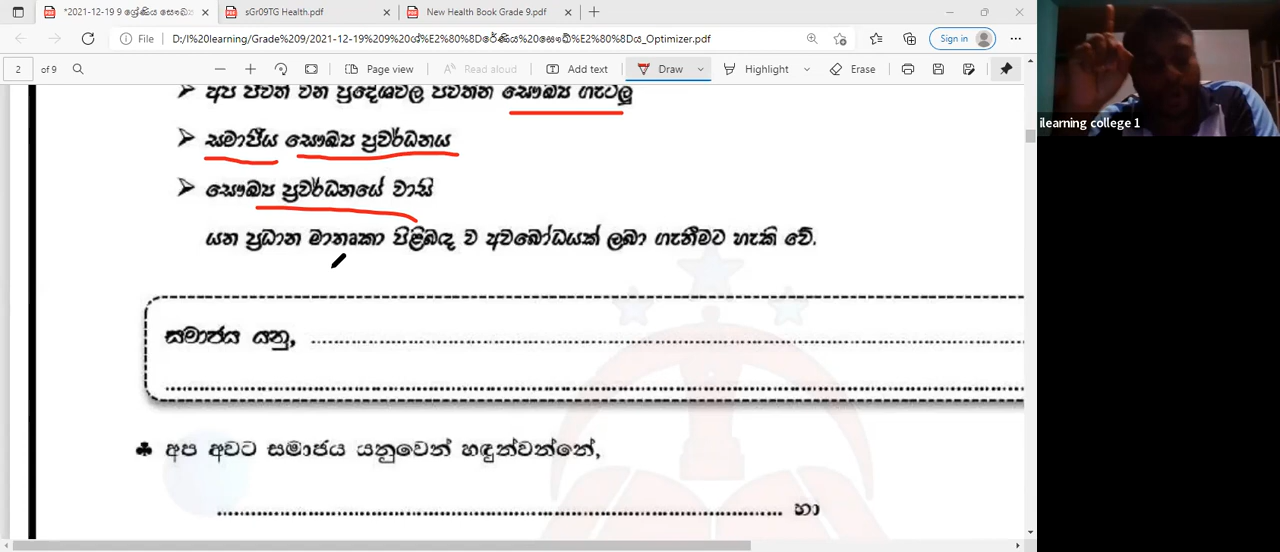 *2021-12-19 9 ශ්‍රේණිය සෞඛ්‍ය
sGr09TG Health.pdf
New Health Book Grade 9.pdf
File
D:/I%20learning/Grade%209/2021-12-19%209%20ශ්%E2%80%8Dරේණිය%20සෞඛ්%E2%80%8Dය_Optimizer.pdf
Sign in
2 of 9
Page view
Read aloud
Add text
Draw
Highlight
Erase
අප ජීවත් වන ප්‍රදේශවල පවතින සෞඛ්‍ය ගැටලු
සමාජීය සෞඛ්‍ය ප්‍රවර්ධනය
සෞඛ්‍ය ප්‍රවර්ධනයේ වාසි
යන ප්‍රධාන මාතෘකා පිළිබඳ ව අවබෝධයක් ලබා ගැනීමට හැකි වේ.
සමාජය යනු,
අප අවට සමාජය යනුවෙන් හඳුන්වන්නේ,
හා
ilearning college 1